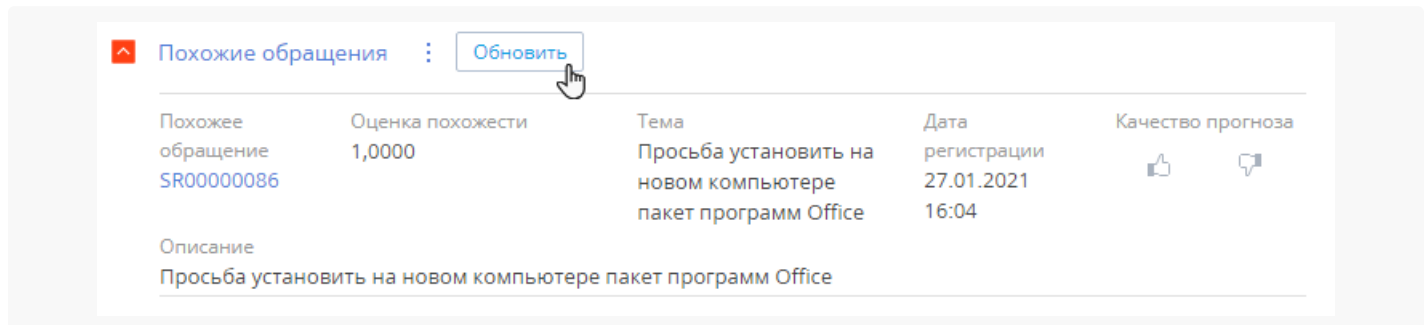 Похожие обращения Обновить
Похожее обращение
SR00000086
Оценка похожести
1,0000
Тема
Просьба установить на
новом компьютере
пакет программ Office
Дата
регистрации
27.01.2021
16:04
Качество прогноза
Описание
Просьба установить на новом компьютере пакет программ Office